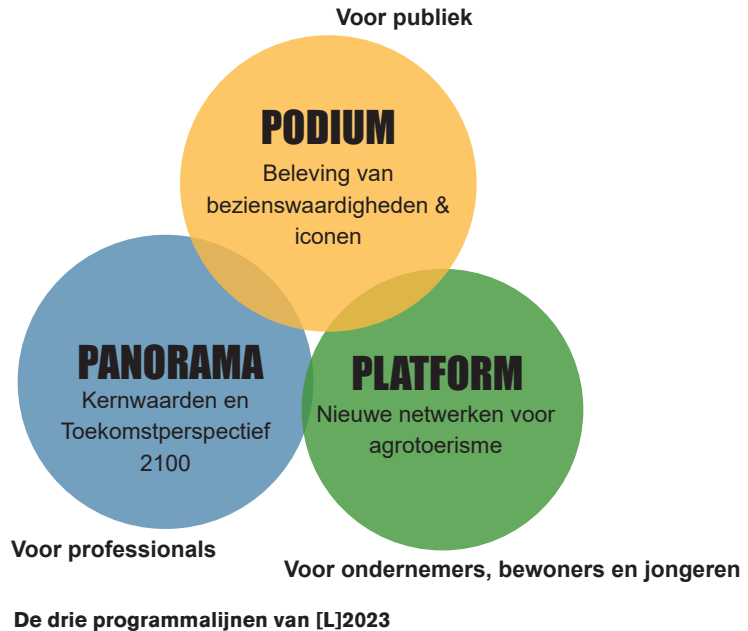 Voor publiek
PODIUM
Beleving van
bezienswaardigheden &
iconen
PANORAMA
Kernwaarden en
Toekomstperspectief
2100
PLATFORM
Nieuwe netwerken voor
agrotoerisme
Voor professionals
Voor ondernemers, bewoners en jongeren
De drie programmalijnen van [L]2023